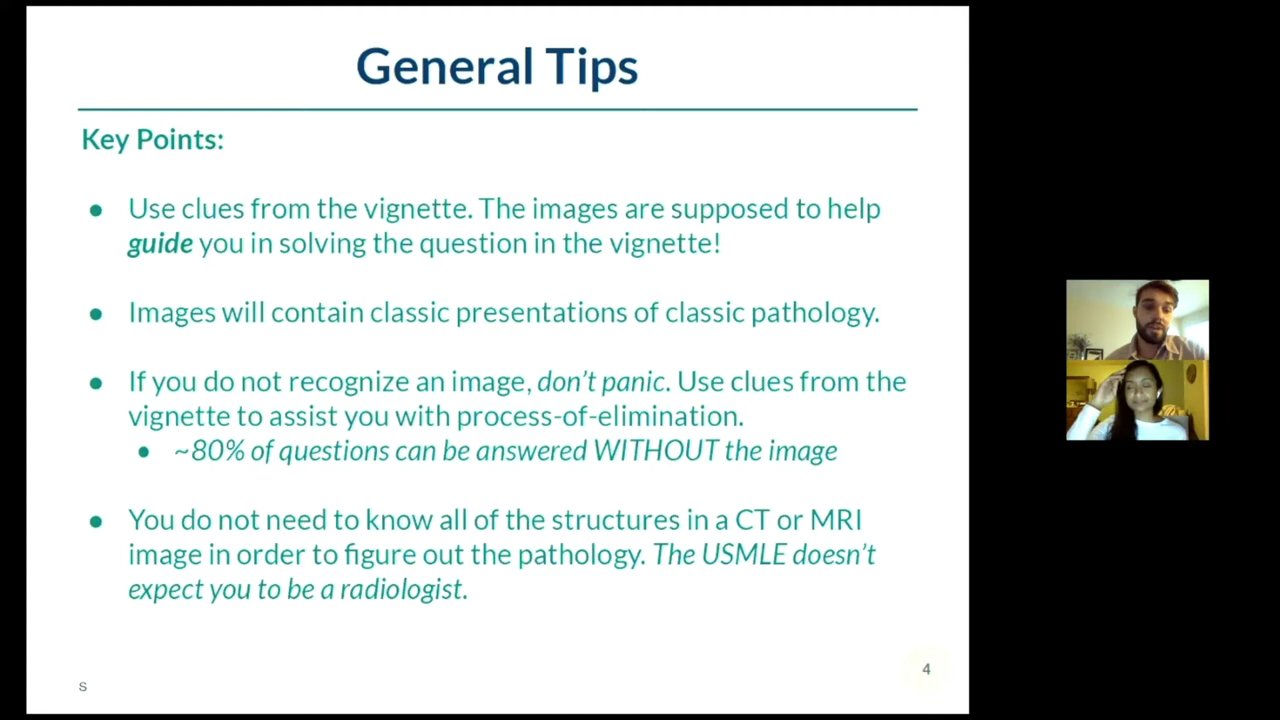 General Tips
Key Points:
● Use clues from the vignette. The images are supposed to help
guide you in solving the question in the vignette!
● Images will contain classic presentations of classic pathology.
● If you do not recognize an image, don't panic. Use clues from the
vignette to assist you with process-of-elimination.
● ~80% of questions can be answered WITHOUT the image
● You do not need to know all of the structures in a CT or MRI
image in order to figure out the pathology. The USMLE doesn't
expect you to be a radiologist.
4
S